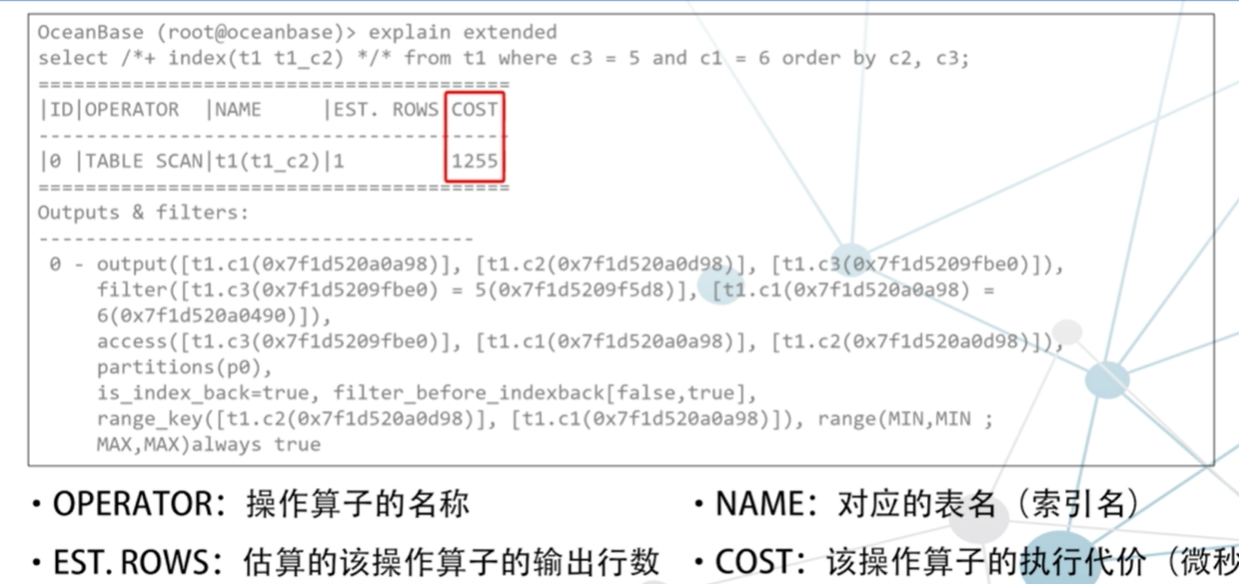 OceanBase (root@oceanbase)> explain extended
select /*+ index(t1 t1_c2) */* from t1 where c3 = 5 and c1 = 6 order by c2, c3;
========================================
|ID|OPERATOR  |NAME     |EST. ROWS|COST|
----------------------------------------
|0 |TABLE SCAN|t1(t1_c2)|1        |1255|
========================================
Outputs & filters:
-------------------------------------
0 - output([t1.c1(0x7f1d520a0a98)], [t1.c2(0x7f1d520a0d98)], [t1.c3(0x7f1d5209fbe0)]),
filter([t1.c3(0x7f1d5209fbe0) = 5(0x7f1d5209f5d8)], [t1.c1(0x7f1d520a0a98) =
6(0x7f1d520a0490)]),
access([t1.c3(0x7f1d5209fbe0)], [t1.c1(0x7f1d520a0a98)], [t1.c2(0x7f1d520a0d98)]),
partitions(p0),
is_index_back=true, filter_before_indexback[false,true],
range_key([t1.c2(0x7f1d520a0d98)], [t1.c1(0x7f1d520a0a98)]), range(MIN,MIN ;
MAX,MAX)always true
• OPERATOR：操作算子的名称
• NAME：对应的表名（索引名）
• EST. ROWS：估算的该操作算子的输出行数
• COST：该操作算子的执行代价（微秒